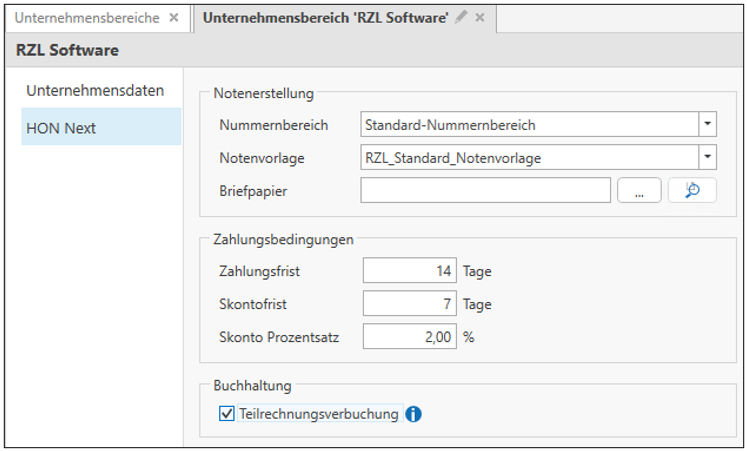 Unternehmensbereiche × Unternehmensbereich 'RZL Software' ×
RZL Software
Unternehmensdaten
HON Next
Notenerstellung
Nummernbereich Standard-Nummernbereich
Notenvorlage RZL_Standard_Notenvorlage
Briefpapier ...
Zahlungsbedingungen
Zahlungsfrist 14 Tage
Skontofrist 7 Tage
Skonto Prozentsatz 2,00 %
Buchhaltung
Teilrechnungsverbuchung i